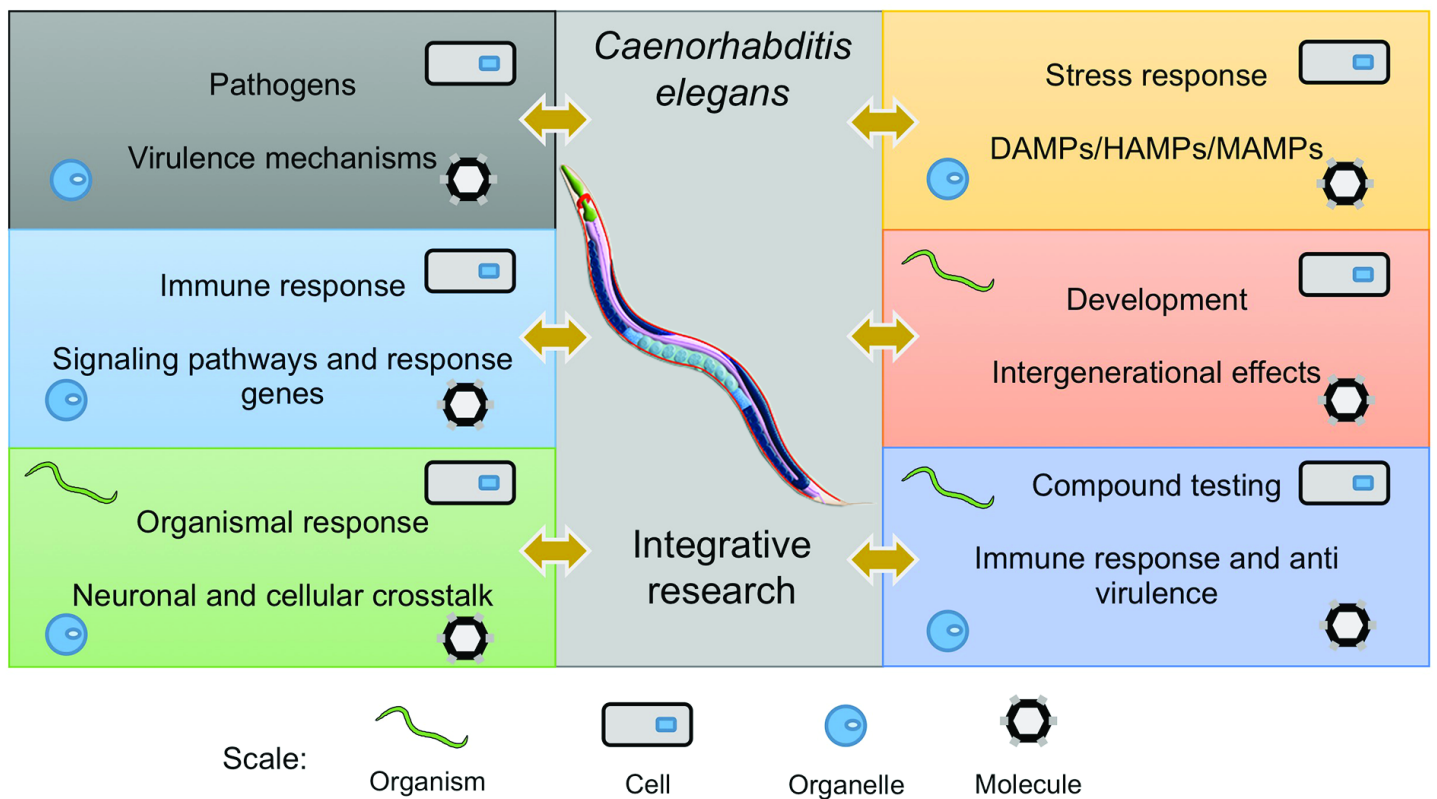 Caenorhabditis
elegans
Pathogens
Virulence mechanisms
Immune response
Signaling pathways and response
genes
Organismal response
Neuronal and cellular crosstalk
Integrative
research
Stress response
DAMPs/HAMPs/MAMPs
Development
Intergenerational effects
Compound testing
Immune response and anti
virulence
Scale:
Organism
Cell
Organelle
Molecule